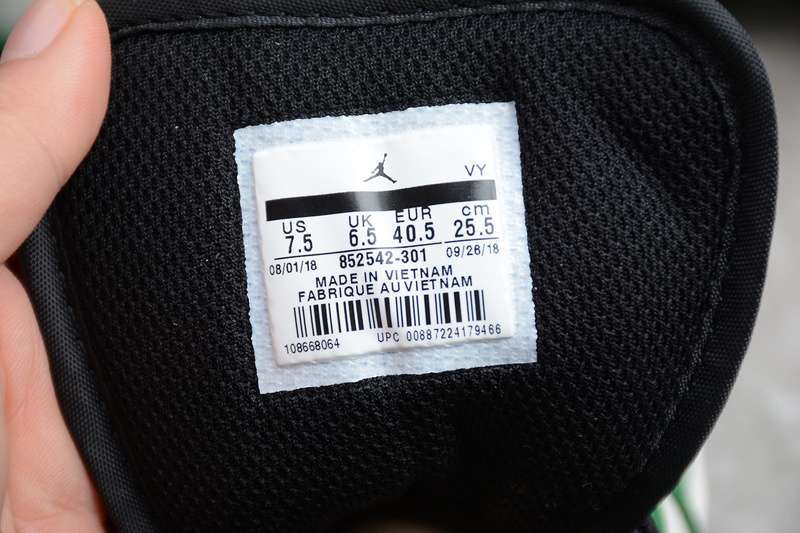 VY
US UK EUR cm
7.5 6.5 40.5 25.5
08/01/18 852542-301 09/26/18
MADE IN VIETNAM
FABRIQUE AU VIETNAM
108668064 UPC 00887224179466